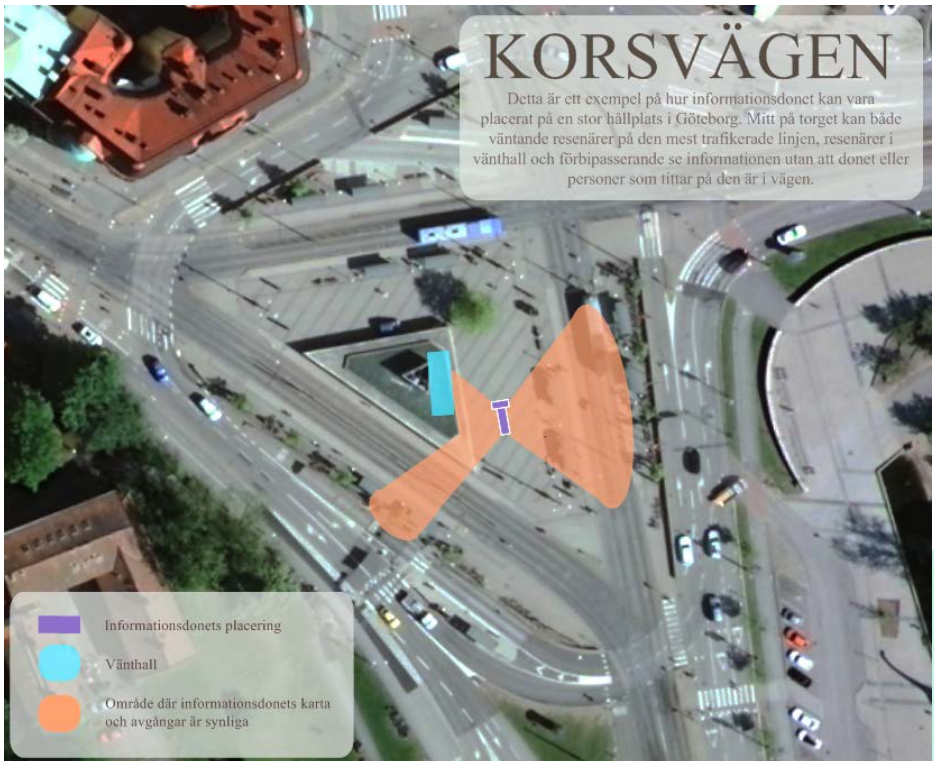 KORSVÄGEN
Detta är ett exempel på hur informationsdonet kan vara
placerat på en stor hållplats i Göteborg. Mitt på torget kan både
väntande resenärer på den mest trafikerade linjen, resenärer i
vänthall och förbipasserande se informationen utan att donet eller
personer som tittar på den är i vägen.
Informationsdonets placering
Vänthall
Område där informationsdonets karta
och avgångar är synliga